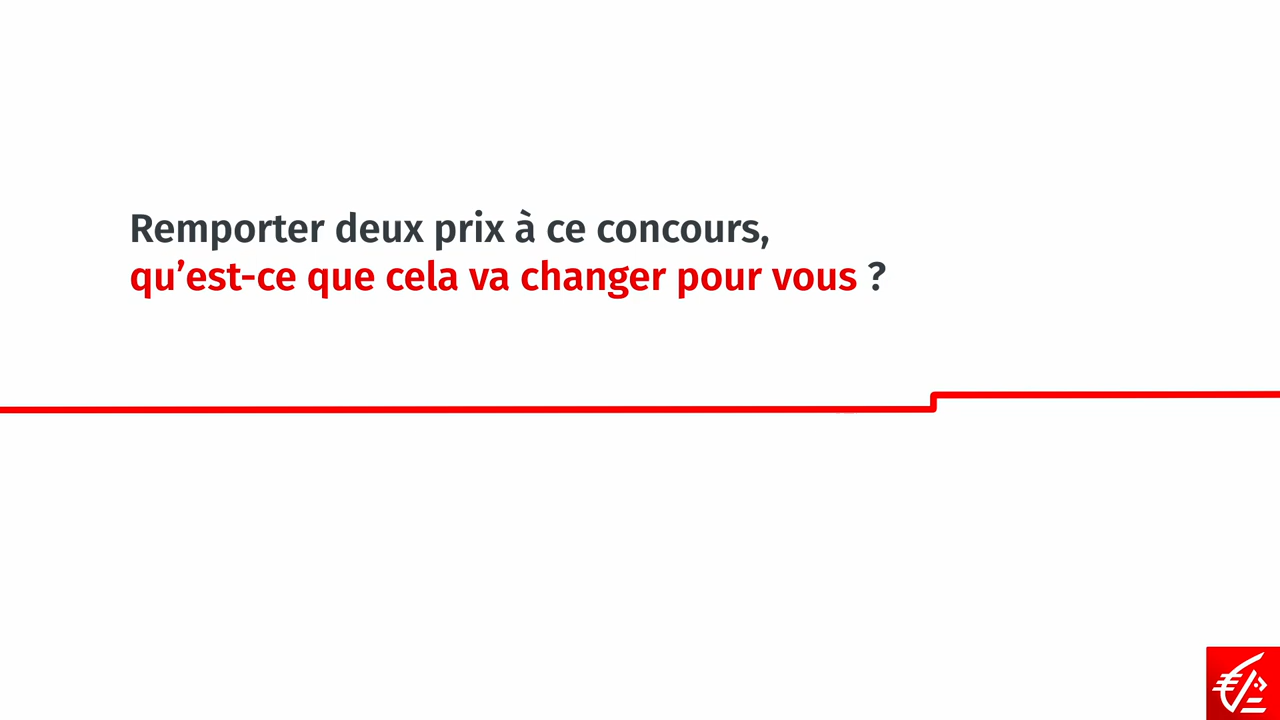 Remporter deux prix à ce concours,
qu’est-ce que cela va changer pour vous ?